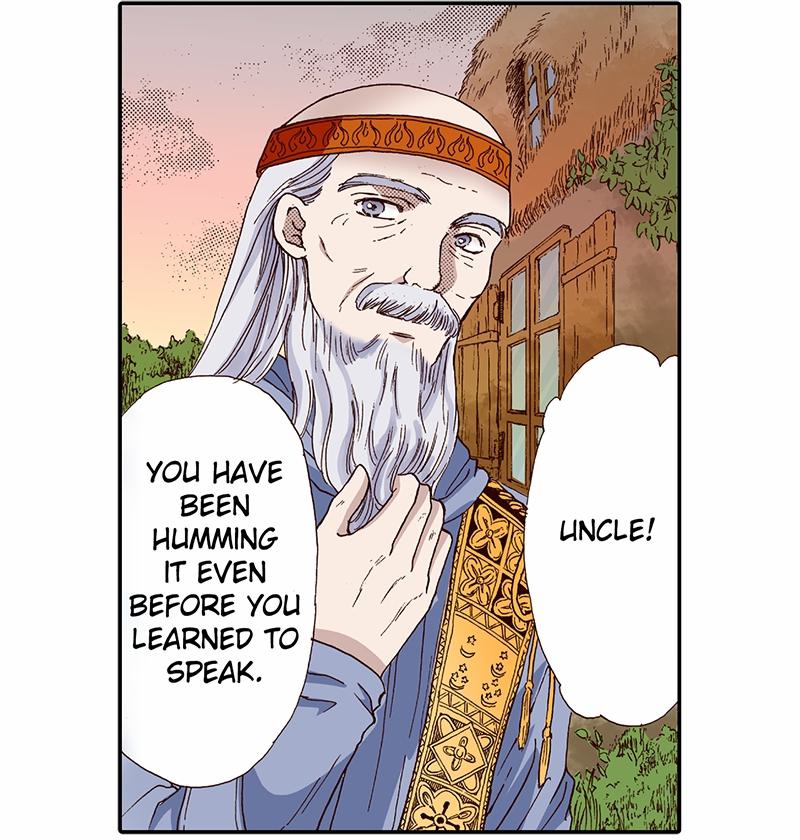 YOU HAVE
BEEN
HUMMING
IT EVEN
BEFORE YOU
LEARNED TO
SPEAK.
UNCLE!